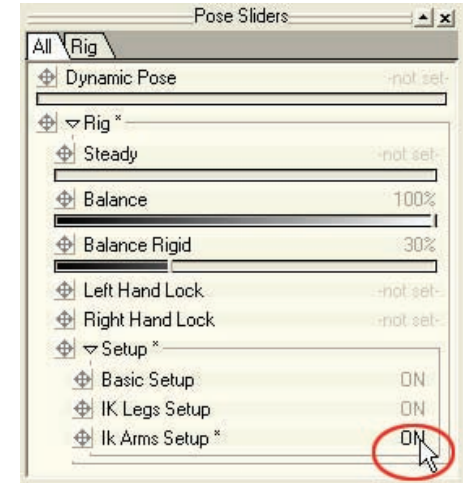 Pose Sliders
All Rig
Dynamic Pose -not set-
Rig *
Steady -not set-
Balance 100%
Balance Rigid 30%
Left Hand Lock -not set-
Right Hand Lock -not set-
Setup *
Basic Setup ON
IK Legs Setup ON
Ik Arms Setup * ON